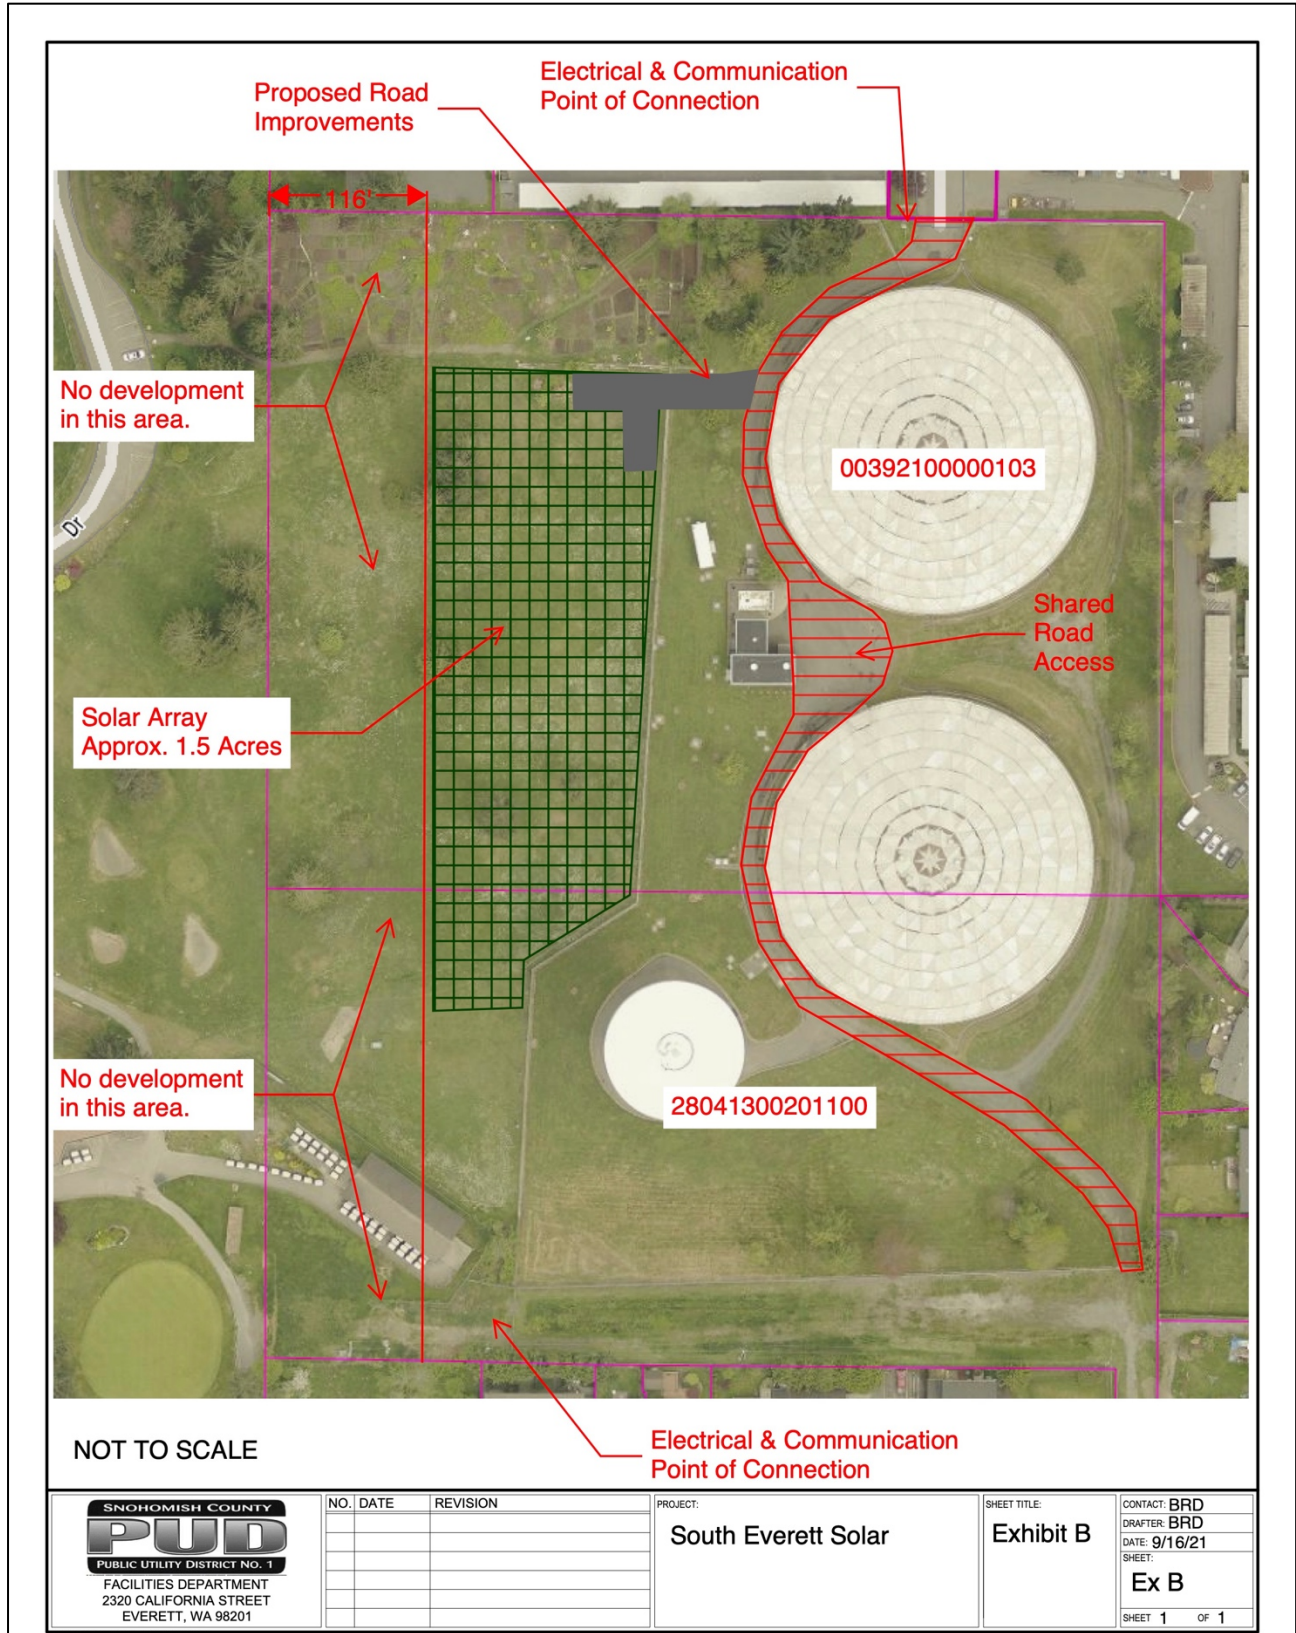 Electrical & Communication
Point of Connection
Proposed Road
Improvements
116'
No development
in this area.
Dr
00392100000103
Shared
Road
Access
Solar Array
Approx. 1.5 Acres
No development
in this area.
28041300201100
Electrical & Communication
Point of Connection
NOT TO SCALE
SNOHOMISH COUNTY
PUD
PUBLIC UTILITY DISTRICT NO. 1
FACILITIES DEPARTMENT
2320 CALIFORNIA STREET
EVERETT, WA 98201
NO. DATE REVISION
PROJECT:
South Everett Solar
SHEET TITLE:
Exhibit B
CONTACT: BRD
DRAFTER: BRD
DATE: 9/16/21
SHEET:
Ex B
SHEET 1 OF 1